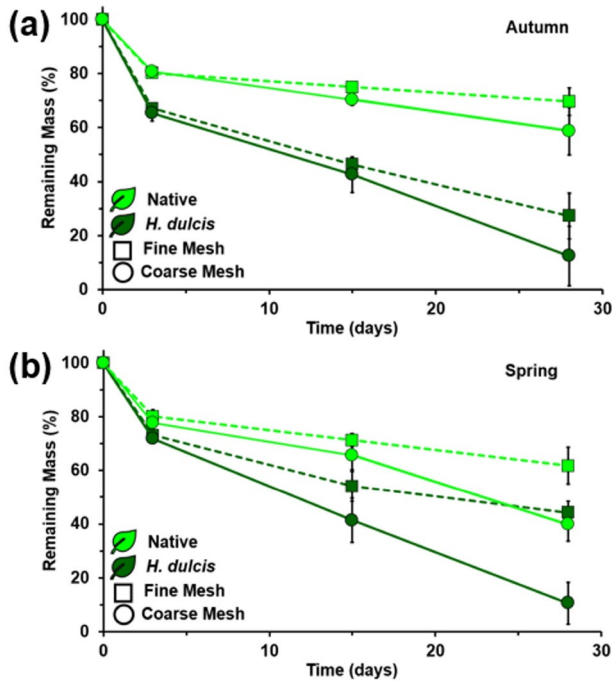 (a)
Autumn
100
80
60
40
20
0
Remaining Mass (%)
Native
H. dulcis
Fine Mesh
Coarse Mesh
0 10 20 30
Time (days)
(b)
Spring
100
80
60
40
20
0
Remaining Mass (%)
Native
H. dulcis
Fine Mesh
Coarse Mesh
0 10 20 30
Time (days)